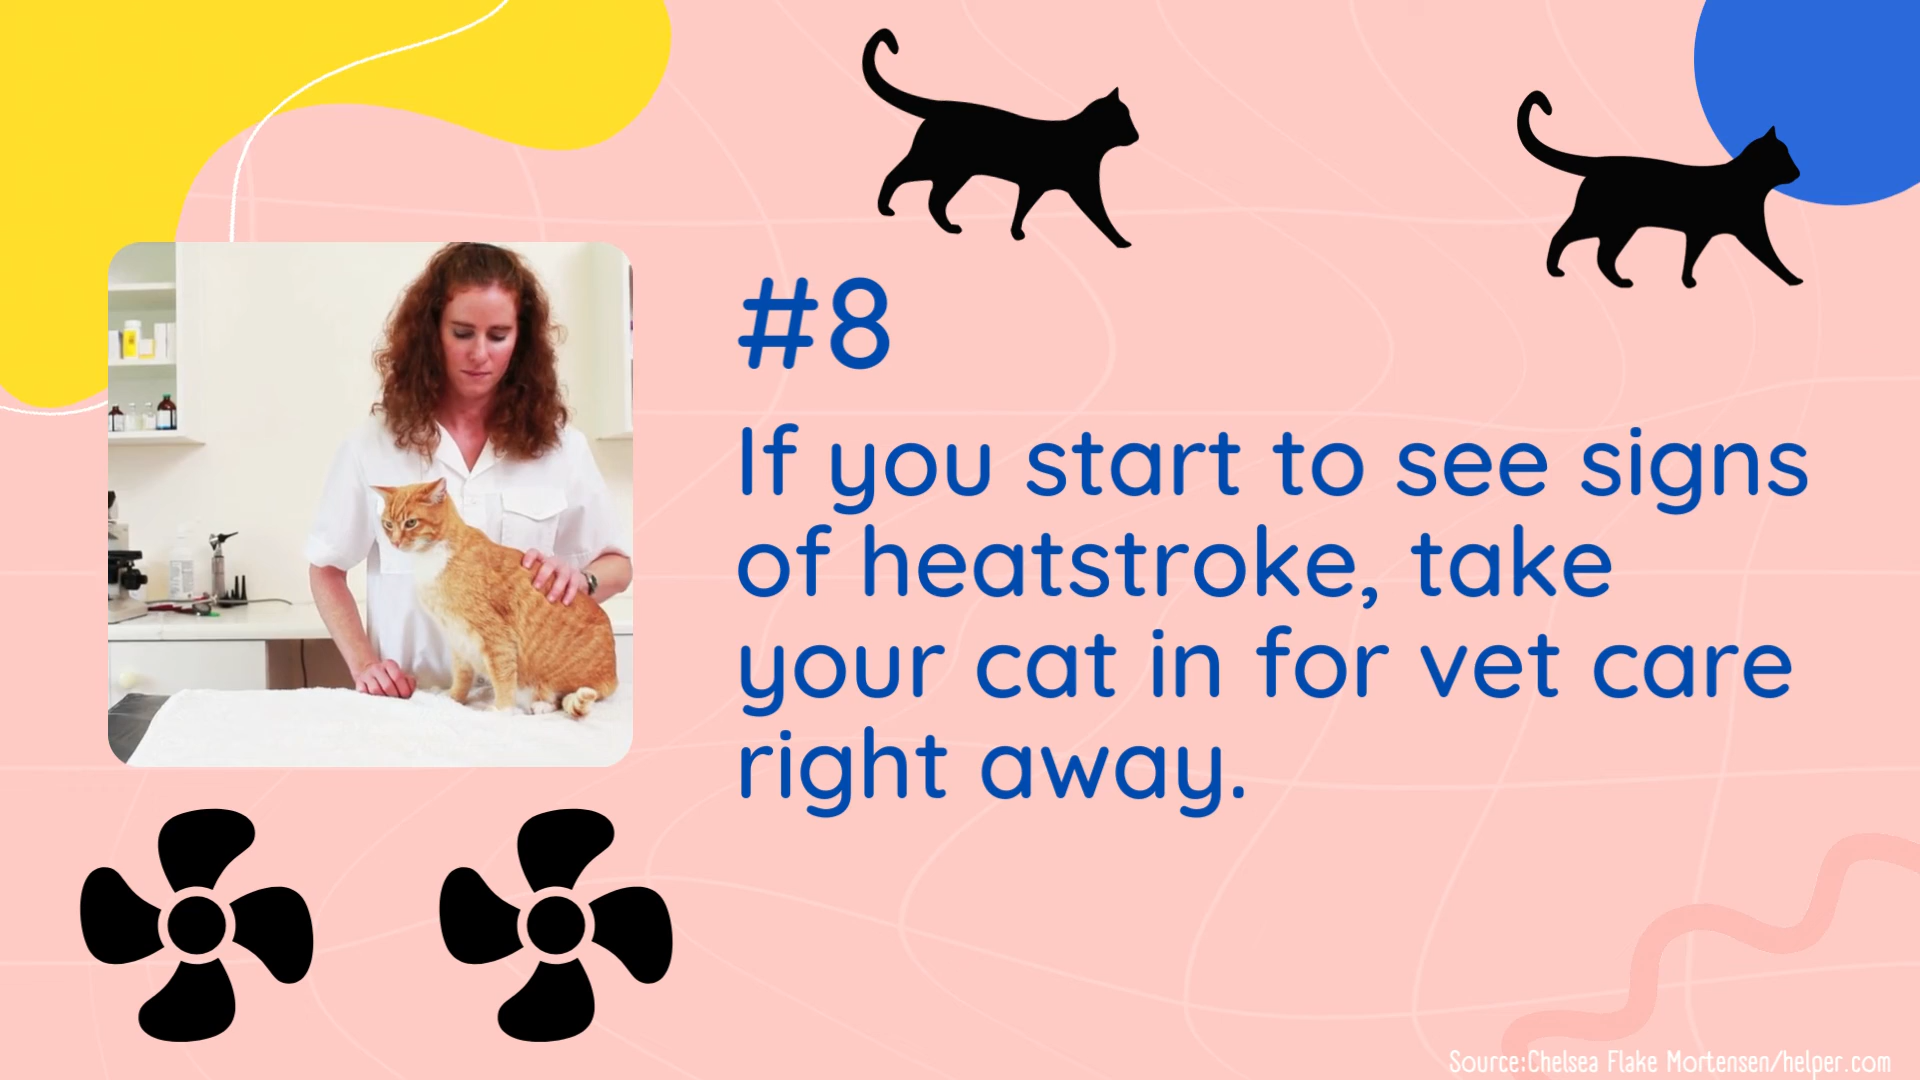 #8
If you start to see signs
of heatstroke, take
your cat in for vet care
right away.
Source:Chelsea Flake Mortensen/helper.com